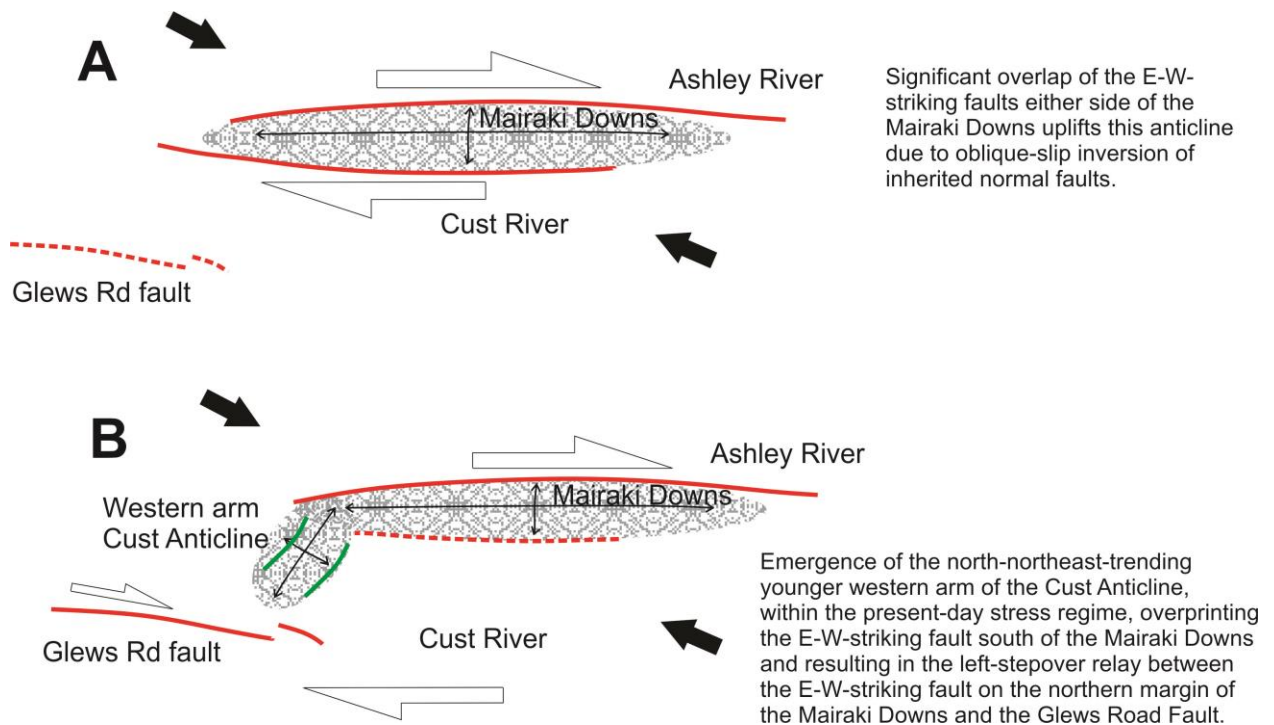 A
Ashley River
Mairaki Downs
Cust River
Glews Rd fault
Significant overlap of the E-W-
striking faults either side of the
Mairaki Downs uplifts this anticline
due to oblique-slip inversion of
inherited normal faults.
B
Ashley River
Mairaki Downs
Western arm
Cust Anticline
Glews Rd fault
Cust River
Emergence of the north-northeast-trending
younger western arm of the Cust Anticline,
within the present-day stress regime, overprinting
the E-W-striking fault south of the Mairaki Downs
and resulting in the left-stepover relay between
the E-W-striking fault on the northern margin of
the Mairaki Downs and the Glews Road Fault.